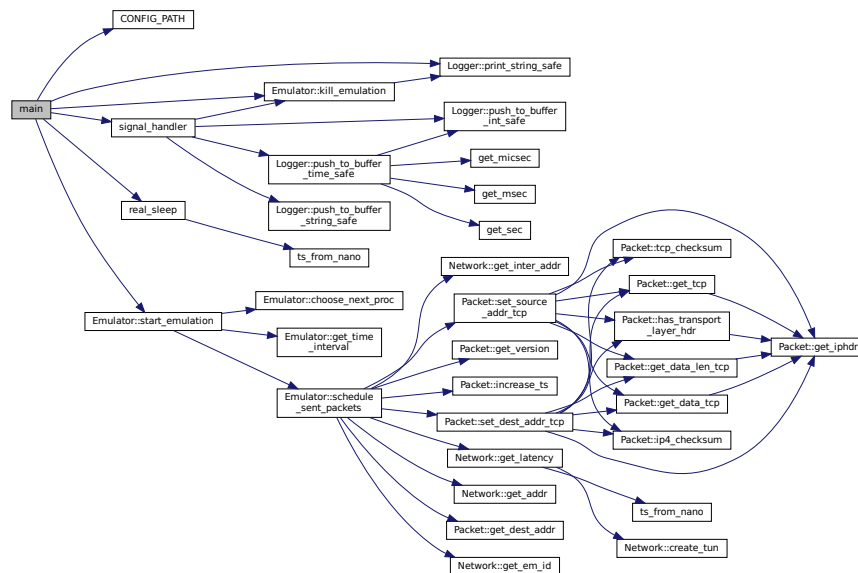 CONFIG_PATH
Logger::print_string_safe
Emulator::kill_emulation
main
signal_handler
Logger::push_to_buffer
_int_safe
Logger::push_to_buffer
_time_safe
get_micsec
get_msec
get_sec
Logger::push_to_buffer
_string_safe
real_sleep
ts_from_nano
Emulator::start_emulation
Emulator::choose_next_proc
Emulator::get_time
_interval
Emulator::schedule
_sent_packets
Network::get_inter_addr
Packet::set_source
_addr_tcp
Packet::get_version
Packet::increase_ts
Packet::set_dest_addr_tcp
Network::get_latency
Network::get_addr
Packet::get_dest_addr
Network::get_em_id
Packet::tcp_checksum
Packet::get_tcp
Packet::has_transport
_layer_hdr
Packet::get_data_len_tcp
Packet::get_data_tcp
Packet::ip4_checksum
ts_from_nano
Network::create_tun
Packet::get_iphdr